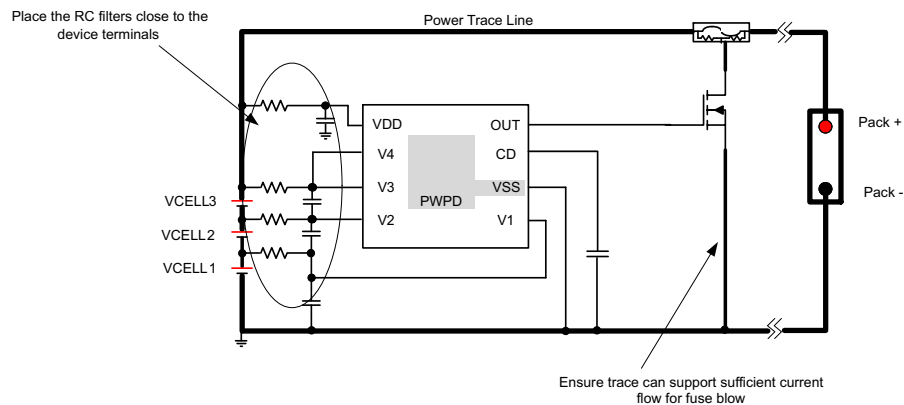 Place the RC filters close to the
device terminals
Power Trace Line
VDD
OUT
Pack +
V4
CD
V3
VSS
PWPD
Pack -
VCELL3
V2
V1
VCELL2
VCELL1
Ensure trace can support sufficient current
flow for fuse blow